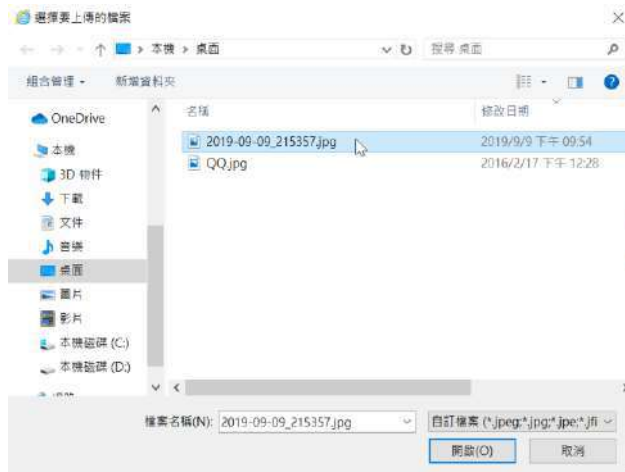 選擇要上傳的檔案
本機 › 桌面
搜尋 桌面
組合管理
新增資料夾
名稱
修改日期
OneDrive
本機
3D 物件
下載
文件
音樂
桌面
圖片
影片
本機磁碟 (C:)
本機磁碟 (D:)
2019-09-09_215357.jpg
2019/9/9 下午 09:54
QQ.jpg
2016/2/17 下午 12:28
檔案名稱(N):
2019-09-09_215357.jpg
自訂檔案 (*.jpeg;*.jpg;*.jpe;*.jfi
開啟(O)
取消